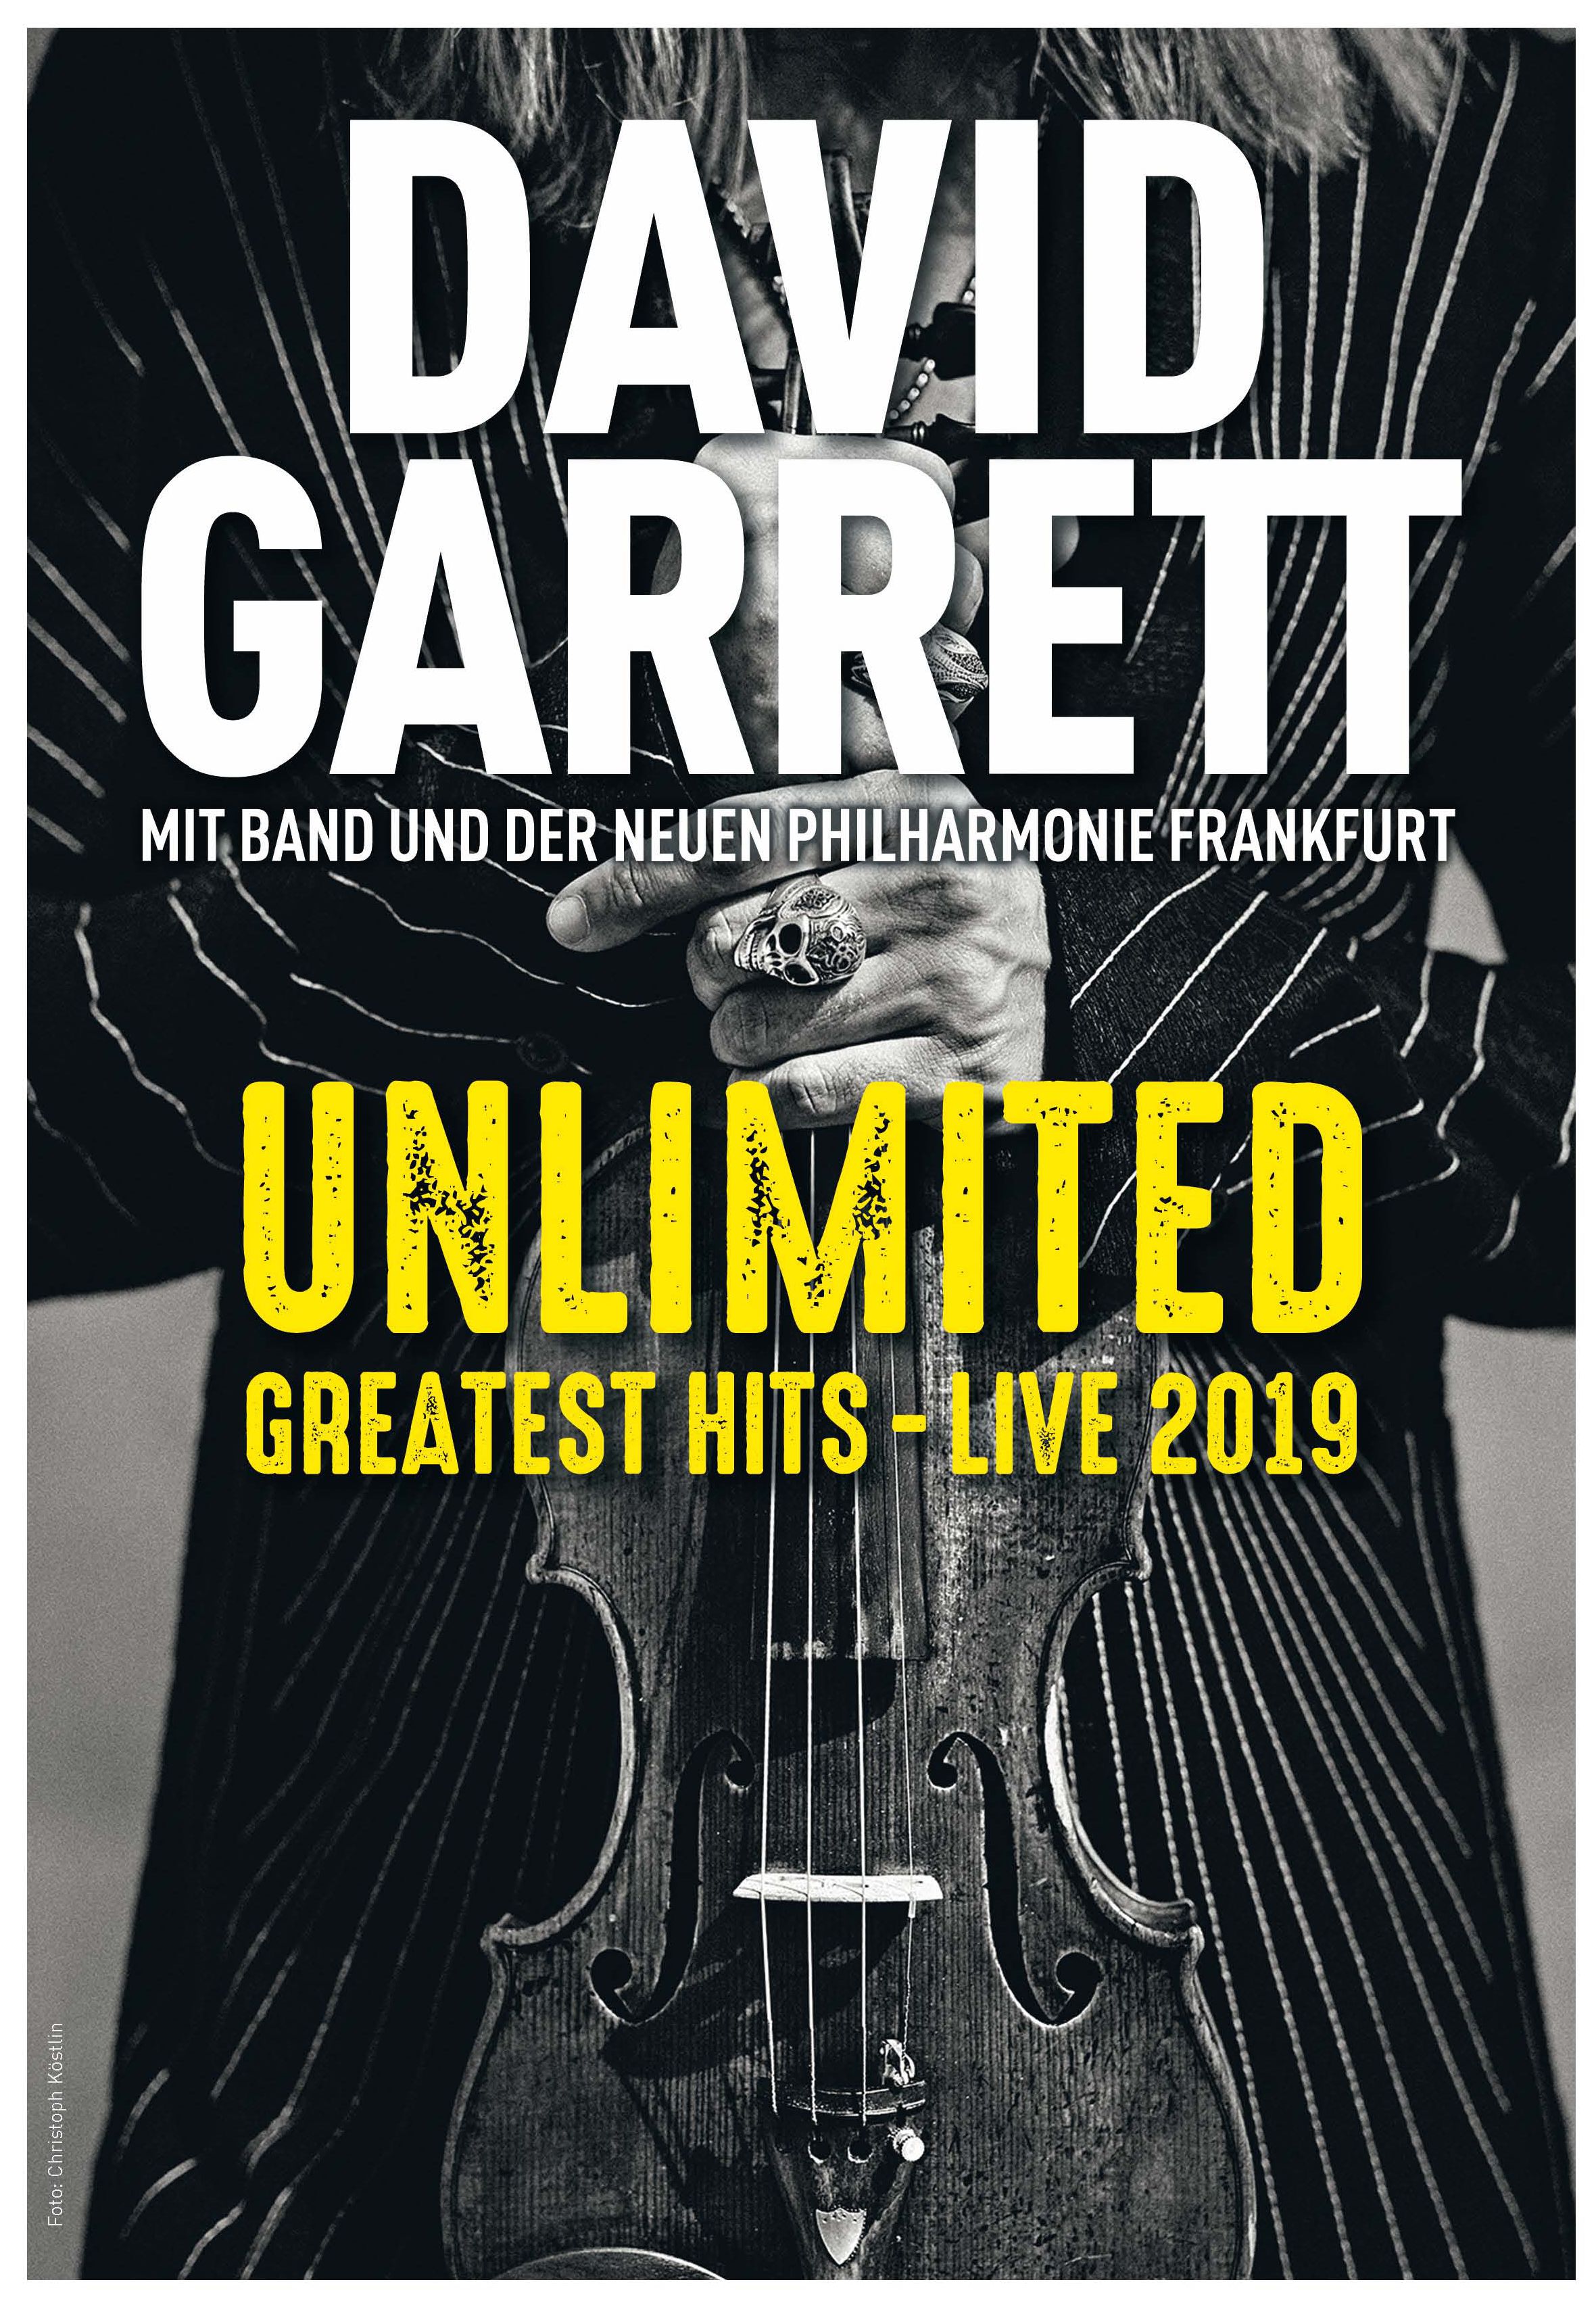 DAVID
GARRETT
MIT BAND UND DER NEUEN PHILHARMONIE FRANKFURT
UNLIMITED
GREATEST HITS - LIVE 2019
Foto: Christoph Köstlin